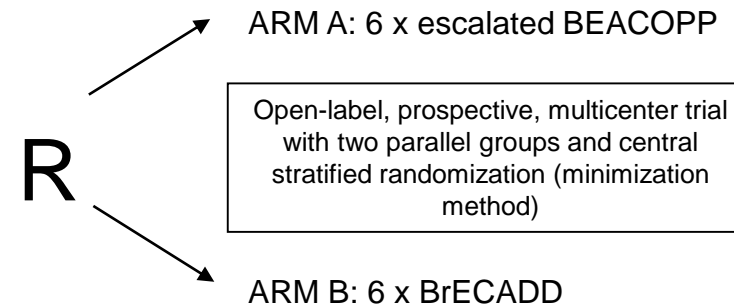 ARM A: 6 x escalated BEACOPP
Open-label, prospective, multicenter trial
with two parallel groups and central
stratified randomization (minimization
method)
R
ARM B: 6 x BrECADD